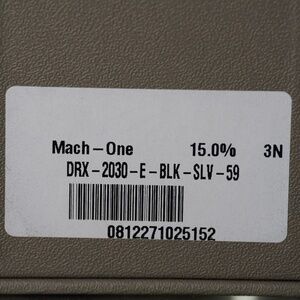 Mach-One 15.0% 3N
DRX-2030-E-BLK-SLV-59
0812271025152